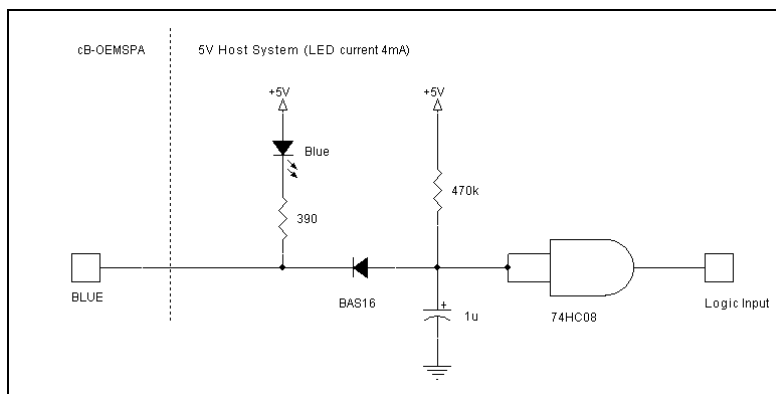 cB-OEMSPA
5V Host System (LED current 4mA)
+5V
+5V
Blue
470k
390
BLUE
BAS16
+
1u
74HC08
Logic Input